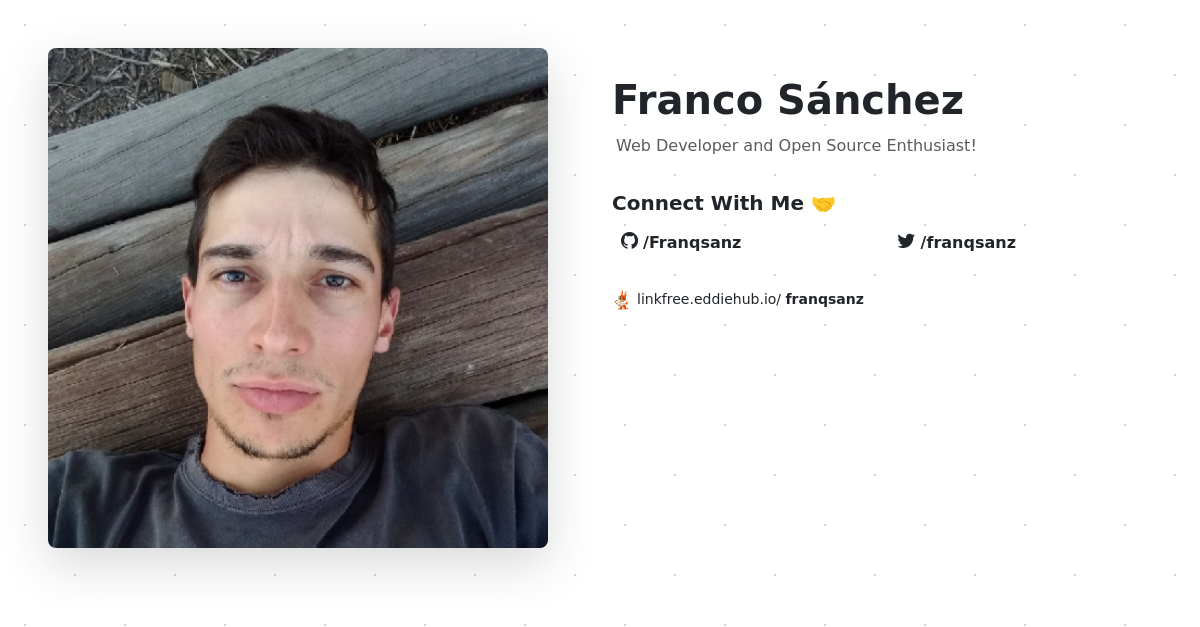 Franco Sánchez
Web Developer and Open Source Enthusiast!
Connect With Me 🤝
/Franqsanz
/franqsanz
linkfree.eddiehub.io/ franqsanz